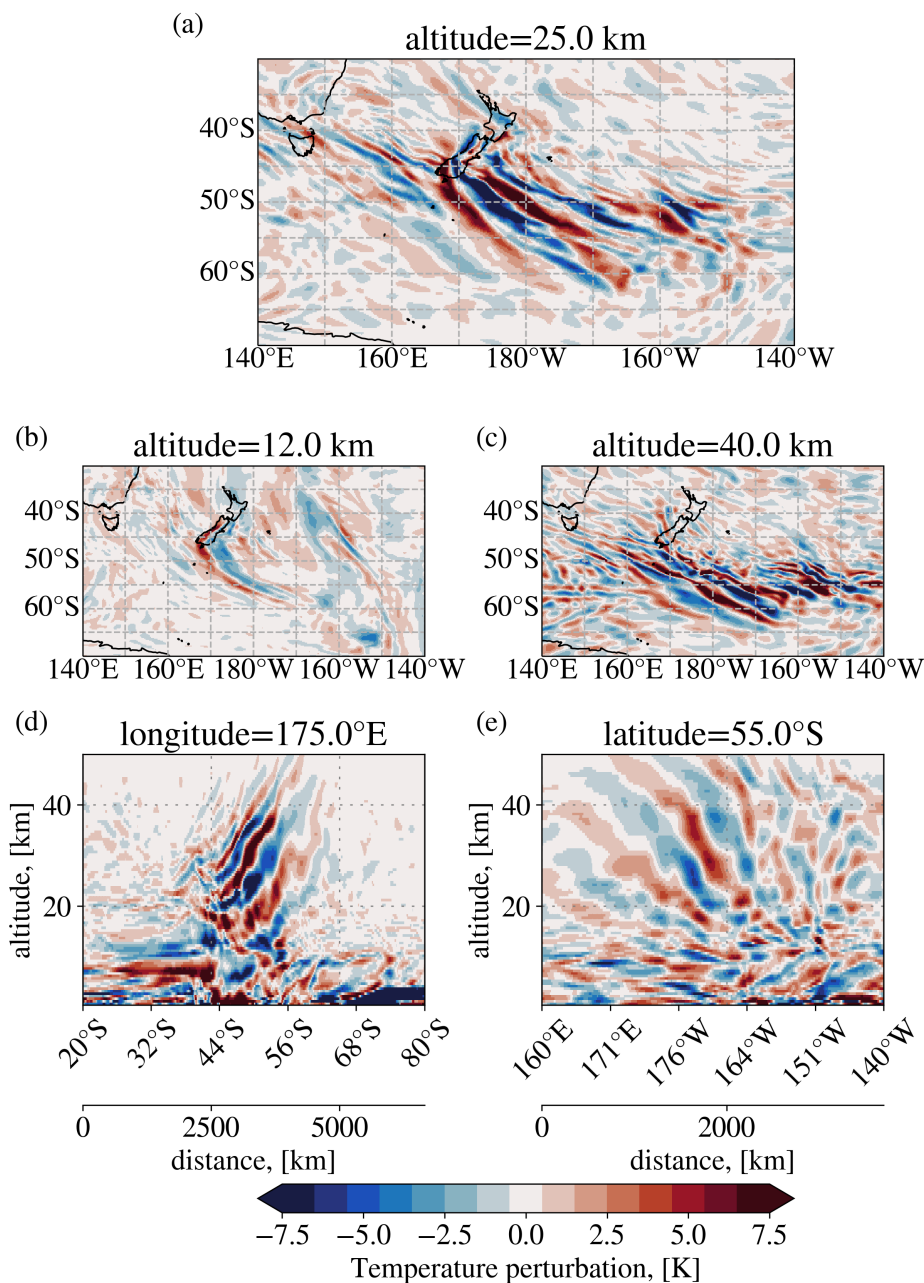 (a)
altitude=25.0 km
40°S
50°S
60°S
140°E 160°E 180°W 160°W 140°W
(b) altitude=12.0 km
40°S
50°S
60°S
140°E 160°E 180°W 160°W 140°W
(c) altitude=40.0 km
40°S
50°S
60°S
140°E 160°E 180°W 160°W 140°W
(d) longitude=175.0°E
altitude, [km]
40
20
20°S 32°S 44°S 56°S 68°S 80°S
0 2500 5000
distance, [km]
(e) latitude=55.0°S
altitude, [km]
40
20
160°E 171°E 176°W 164°W 151°W 140°W
0 2000
distance, [km]
−7.5 −5.0 −2.5 0.0 2.5 5.0 7.5
Temperature perturbation, [K]